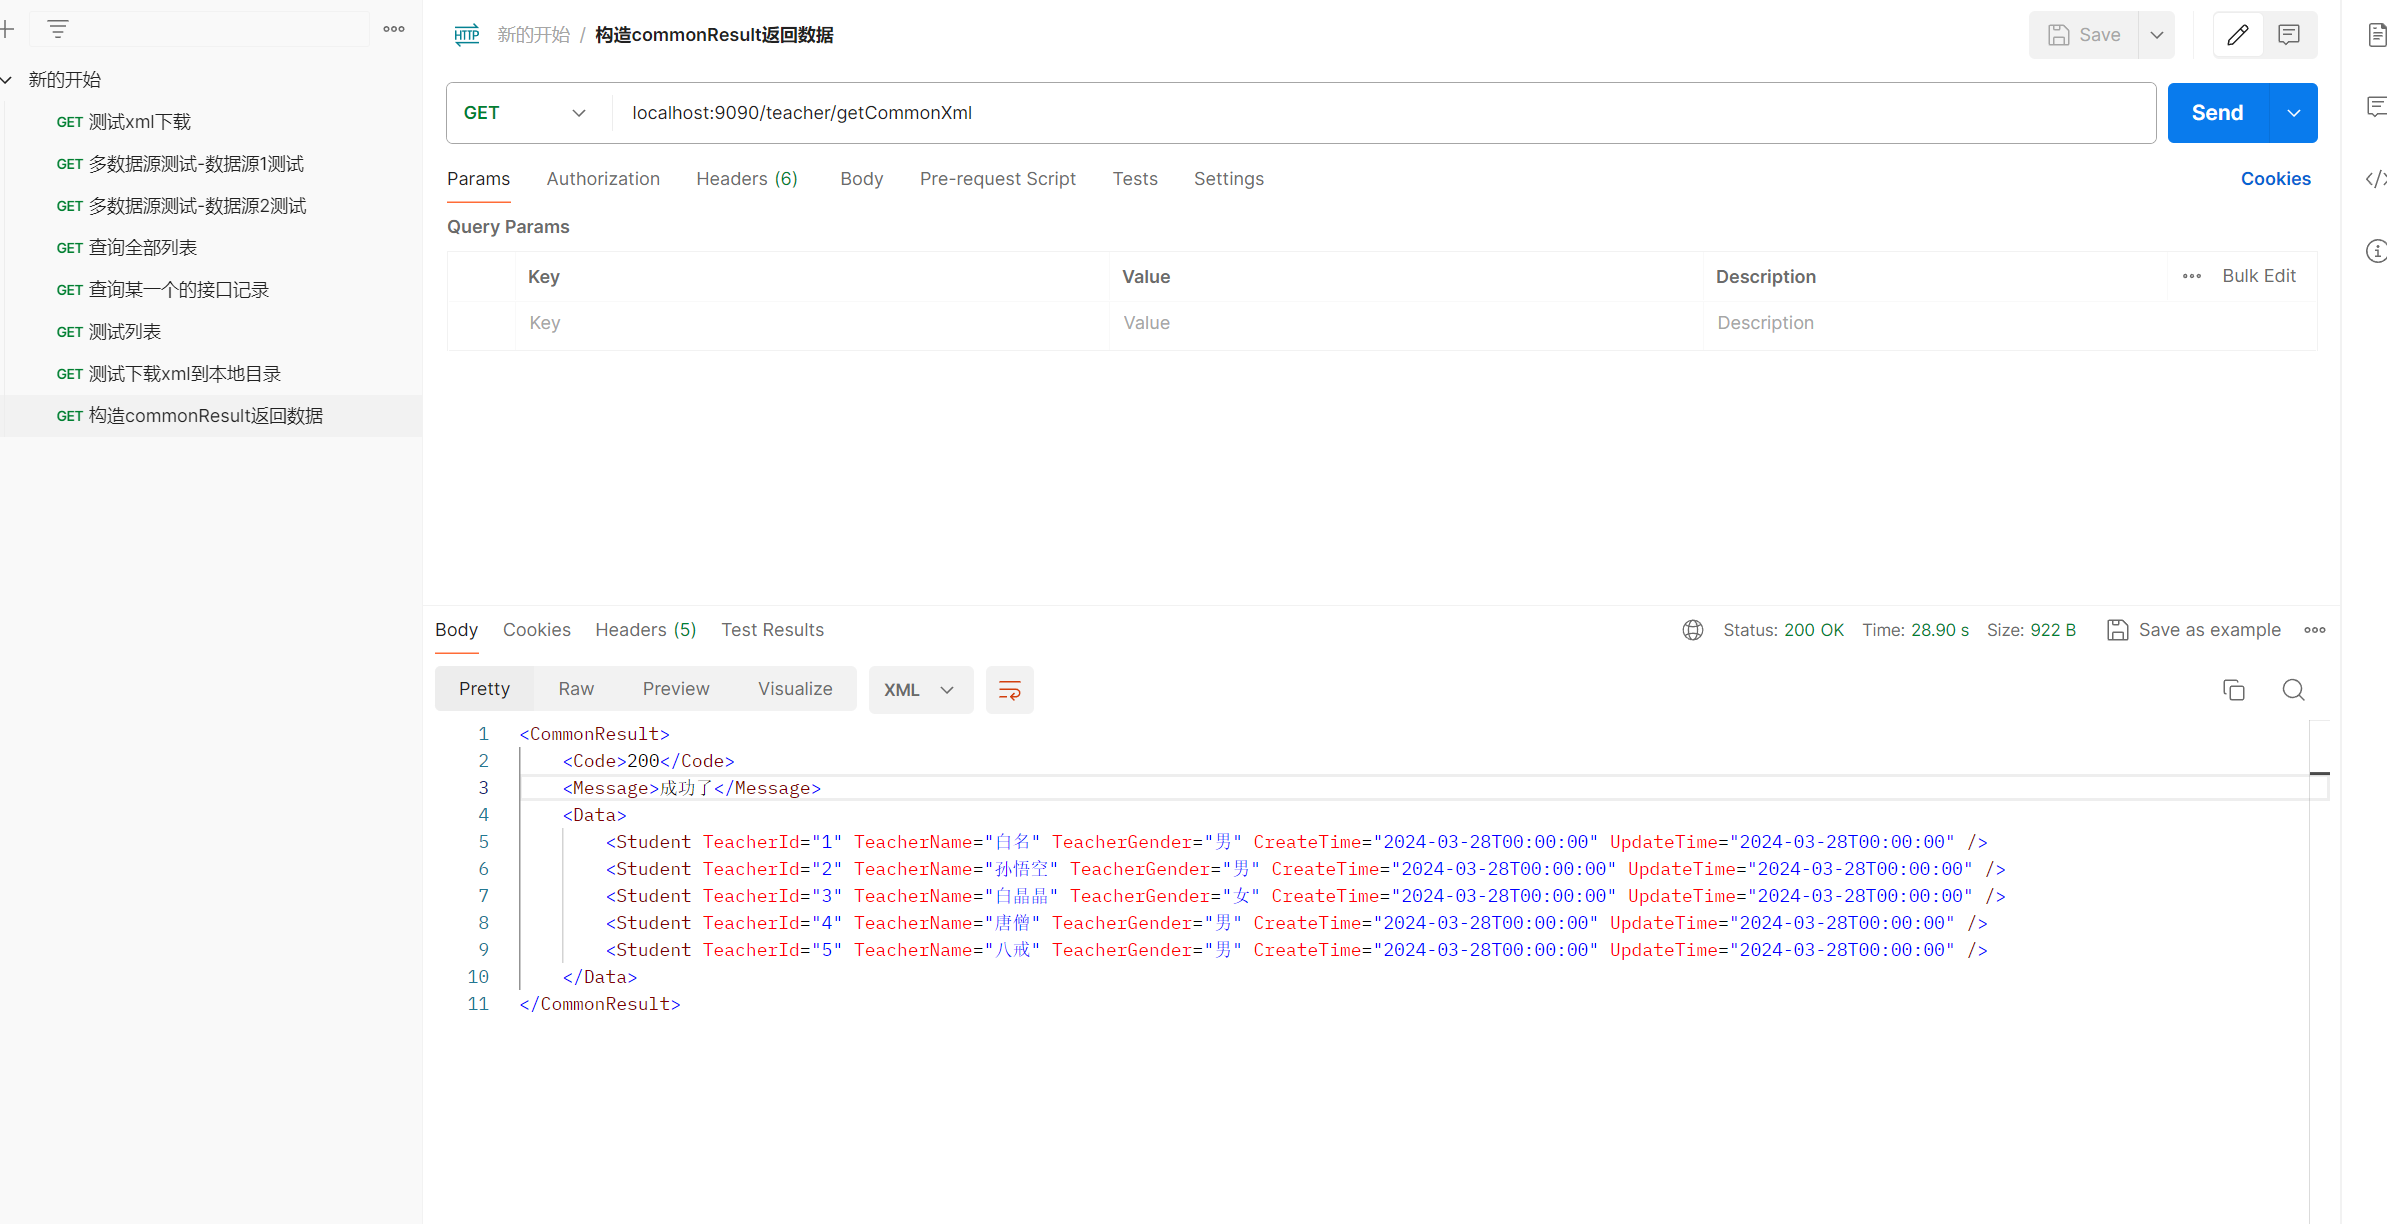 新的开始
GET 测试xml下载
GET 多数据源测试-数据源1测试
GET 多数据源测试-数据源2测试
GET 查询全部列表
GET 查询某一个的接口记录
GET 测试列表
GET 测试下载xml到本地目录
GET 构造commonResult返回数据
HTTP 新的开始 / 构造commonResult返回数据
Save
GET localhost:9090/teacher/getCommonXml
Send
Params Authorization Headers (6) Body Pre-request Script Tests Settings
Cookies
Query Params
Key Value Description Bulk Edit
Key Value Description
Body Cookies Headers (5) Test Results
Status: 200 OK Time: 28.90 s Size: 922 B Save as example
Pretty Raw Preview Visualize XML
1 <CommonResult>
2 <Code>200</Code>
3 <Message>成功了</Message>
4 <Data>
5 <Student TeacherId="1" TeacherName="白名" TeacherGender="男" CreateTime="2024-03-28T00:00:00" UpdateTime="2024-03-28T00:00:00" />
6 <Student TeacherId="2" TeacherName="孙悟空" TeacherGender="男" CreateTime="2024-03-28T00:00:00" UpdateTime="2024-03-28T00:00:00" />
7 <Student TeacherId="3" TeacherName="白晶晶" TeacherGender="女" CreateTime="2024-03-28T00:00:00" UpdateTime="2024-03-28T00:00:00" />
8 <Student TeacherId="4" TeacherName="唐僧" TeacherGender="男" CreateTime="2024-03-28T00:00:00" UpdateTime="2024-03-28T00:00:00" />
9 <Student TeacherId="5" TeacherName="八戒" TeacherGender="男" CreateTime="2024-03-28T00:00:00" UpdateTime="2024-03-28T00:00:00" />
10 </Data>
11 </CommonResult>